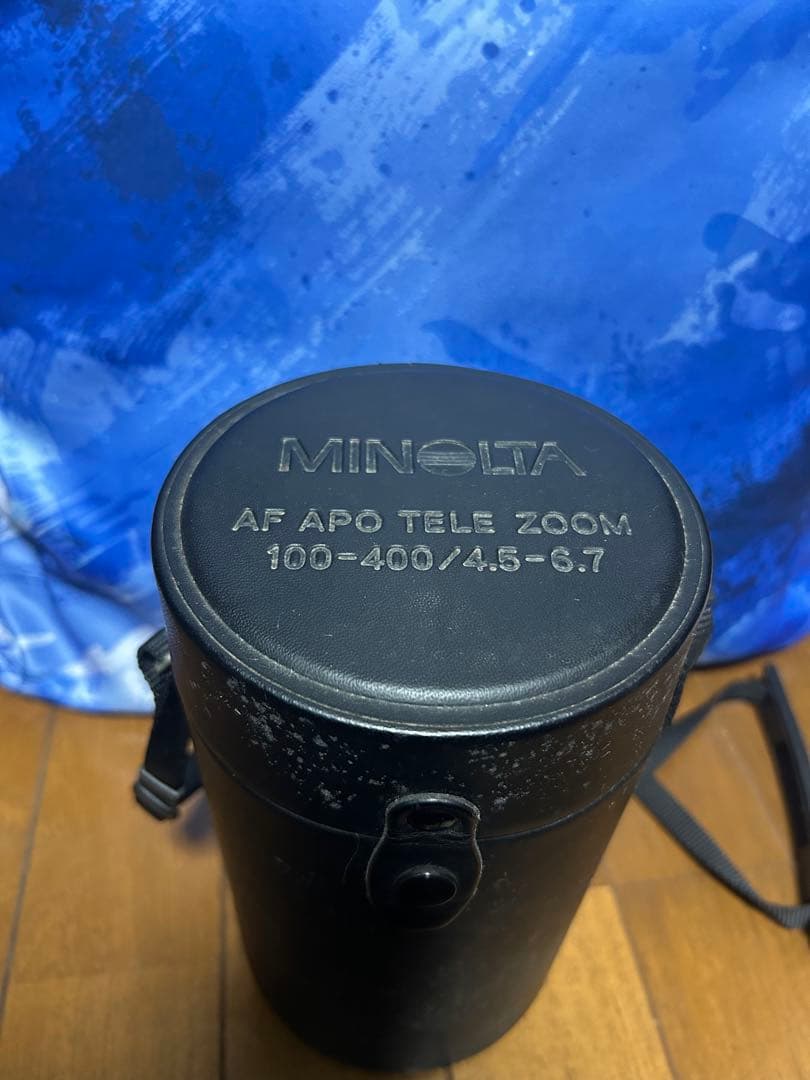 MINOLTA
AF APO TELE ZOOM
100-400/4.5-6.7